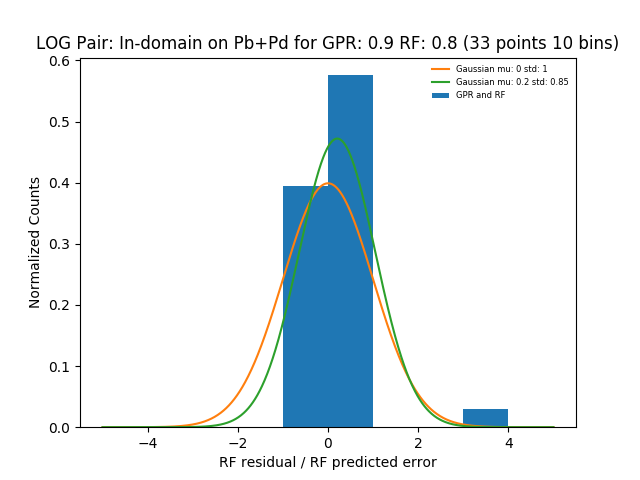 LOG Pair: In-domain on Pb+Pd for GPR: 0.9 RF: 0.8 (33 points 10 bins)
Gaussian mu: 0 std: 1
Gaussian mu: 0.2 std: 0.85
GPR and RF
Normalized Counts
0.6
0.5
0.4
0.3
0.2
0.1
0.0
−4
−2
0
2
4
RF residual / RF predicted error